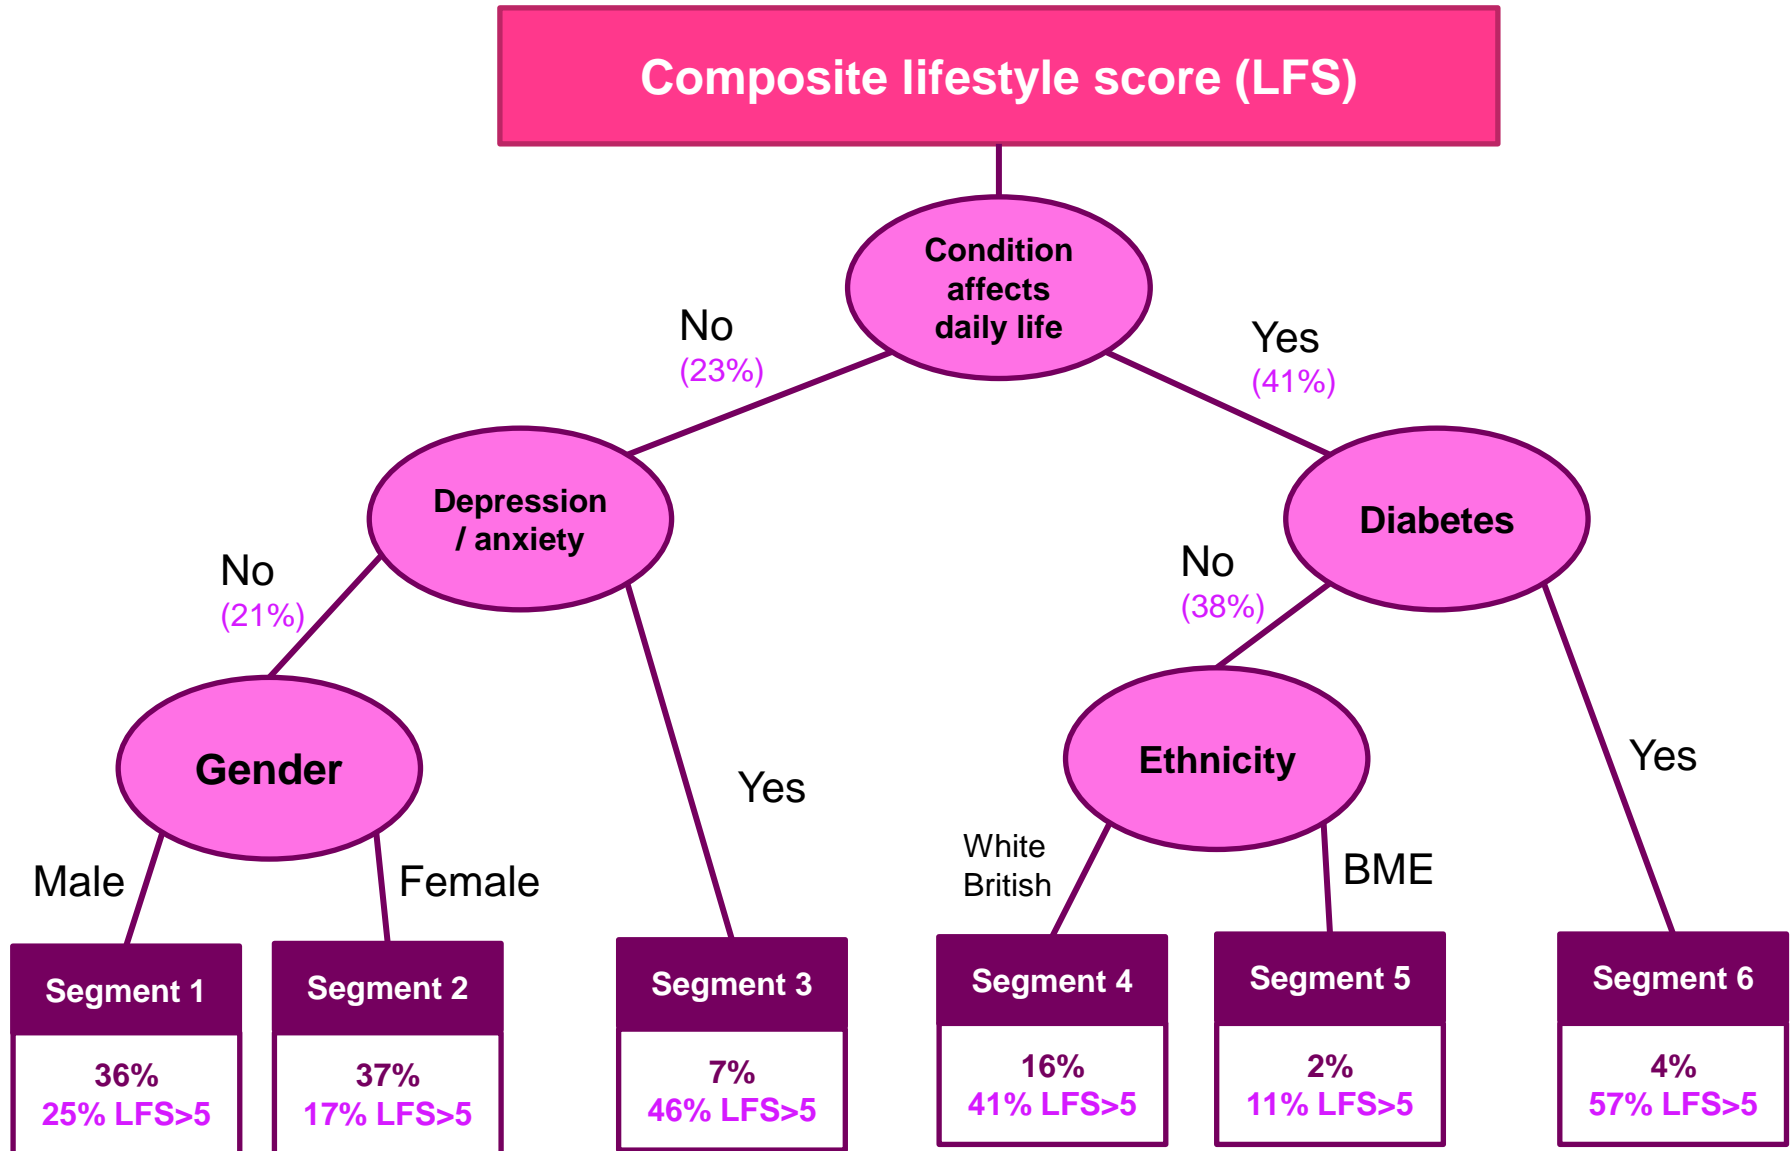 Composite lifestyle score (LFS)
Condition
affects
daily life
No
(23%)
Yes
(41%)
Depression
/ anxiety
Diabetes
No
(21%)
No
(38%)
Gender
Ethnicity
Yes
Yes
Male
Female
White
British
BME
Segment 1
36%
25% LFS>5
Segment 2
37%
17% LFS>5
Segment 3
7%
46% LFS>5
Segment 4
16%
41% LFS>5
Segment 5
2%
11% LFS>5
Segment 6
4%
57% LFS>5